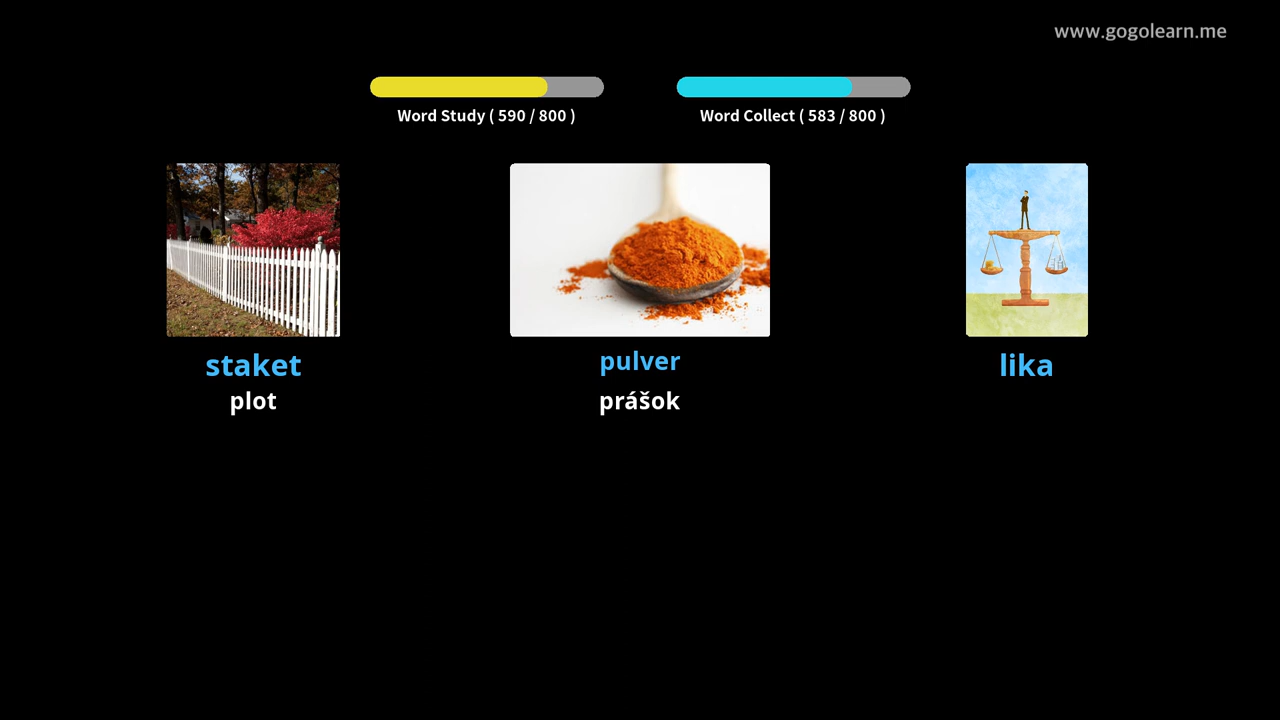 www.gogolearn.me
Word Study ( 590 / 800 )
Word Collect ( 583 / 800 )
staket
plot
pulver
prášok
lika